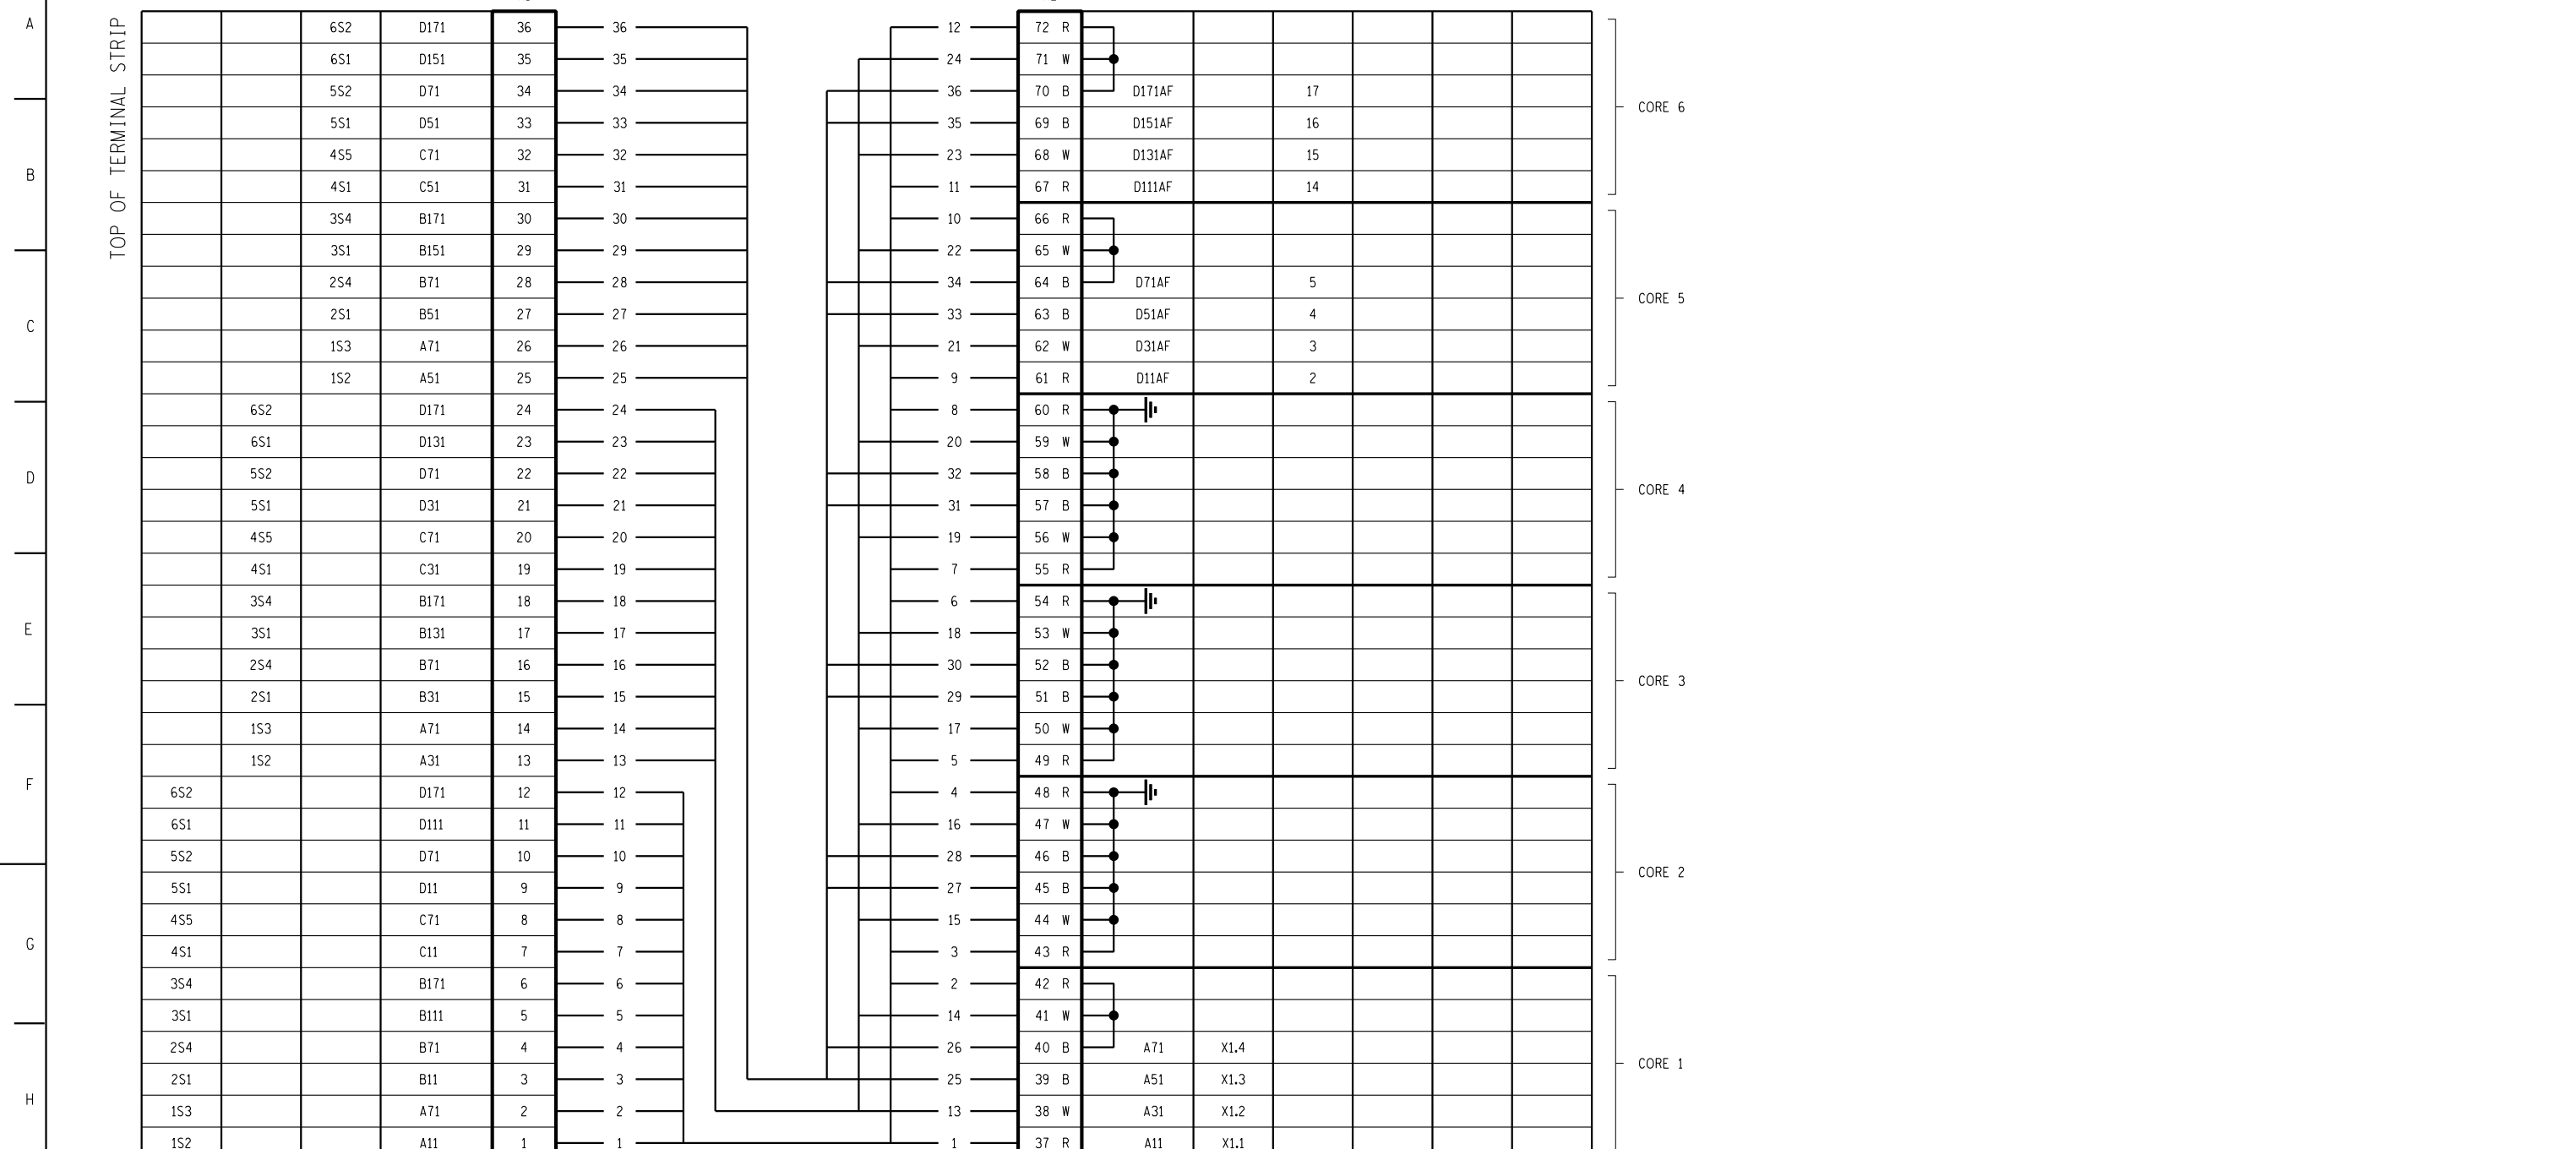 TOP OF TERMINAL STRIP
A
B
C
D
E
F
G
H
6S2 D171 36 36 12 72 R
6S1 D151 35 35 24 71 W
5S2 D71 34 34 36 70 B D171AF 17
5S1 D51 33 33 35 69 B D151AF 16
4S5 C71 32 32 23 68 W D131AF 15
4S1 C51 31 31 11 67 R D111AF 14
CORE 6
3S4 B171 30 30 10 66 R
3S1 B151 29 29 22 65 W
2S4 B71 28 28 34 64 B D71AF 5
2S1 B51 27 27 33 63 B D51AF 4
1S3 A71 26 26 21 62 W D31AF 3
1S2 A51 25 25 9 61 R D11AF 2
CORE 5
6S2 D171 24 24 8 60 R
6S1 D131 23 23 20 59 W
5S2 D71 22 22 32 58 B
5S1 D31 21 21 31 57 B
4S5 C71 20 20 19 56 W
4S1 C31 19 19 7 55 R
CORE 4
3S4 B171 18 18 6 54 R
3S1 B131 17 17 18 53 W
2S4 B71 16 16 30 52 B
2S1 B31 15 15 29 51 B
1S3 A71 14 14 17 50 W
1S2 A31 13 13 5 49 R
CORE 3
6S2 D171 12 12 4 48 R
6S1 D111 11 11 16 47 W
5S2 D71 10 10 28 46 B
5S1 D11 9 9 27 45 B
4S5 C71 8 8 15 44 W
4S1 C11 7 7 3 43 R
CORE 2
3S4 B171 6 6 2 42 R
3S1 B111 5 5 14 41 W
2S4 B71 4 4 26 40 B A71 X1.4
2S1 B11 3 3 25 39 B A51 X1.3
1S3 A71 2 2 13 38 W A31 X1.2
1S2 A11 1 1 1 37 R A11 X1.1
CORE 1